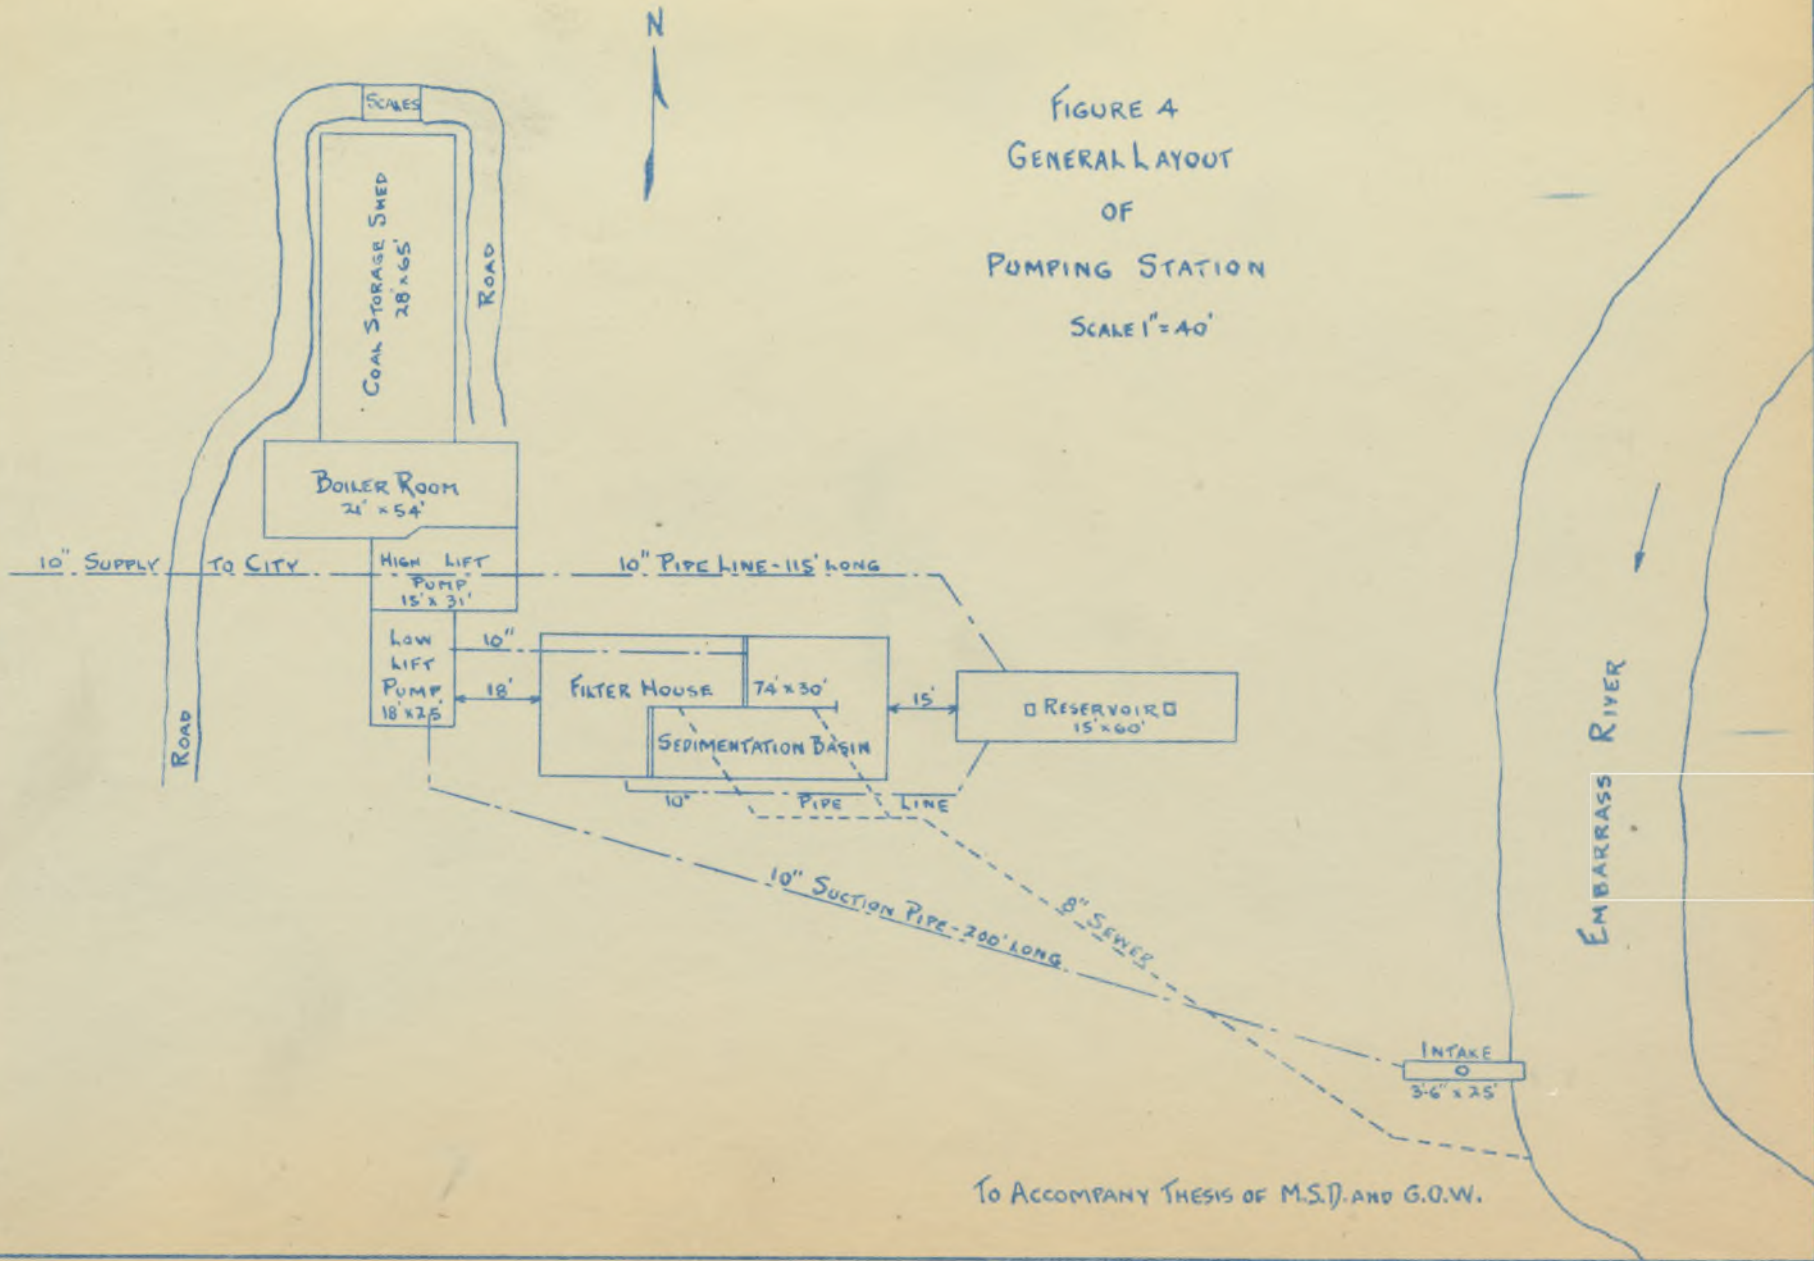 N
FIGURE 4
GENERAL LAYOUT
OF
PUMPING STATION
SCALE 1" = 40'
SCALES
COAL STORAGE SHED
28' x 65'
ROAD
BOILER ROOM
21' x 54'
10" SUPPLY TO CITY
HIGH LIFT
PUMP
15' x 31'
10" PIPE LINE - 115' LONG
LOW
LIFT
PUMP
18' x 25'
10"
18'
FILTER HOUSE
74' x 30'
SEDIMENTATION BASIN
15'
RESERVOIR
15' x 60'
ROAD
10" PIPE LINE
10" SUCTION PIPE - 200' LONG
8" SEWER
EMBARRASS RIVER
INTAKE
3'-6" x 25'
TO ACCOMPANY THESIS OF M.S.D. AND G.O.W.